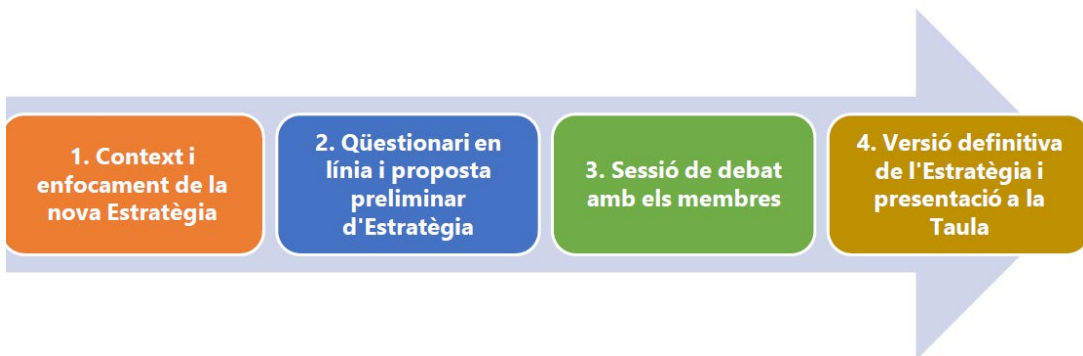 1. Context i
enfocament de la
nova Estratègia
2. Qüestionari en
línia i proposta
preliminar
d'Estratègia
3. Sessió de debat
amb els membres
4. Versió definitiva
de l'Estratègia i
presentació a la
Taula